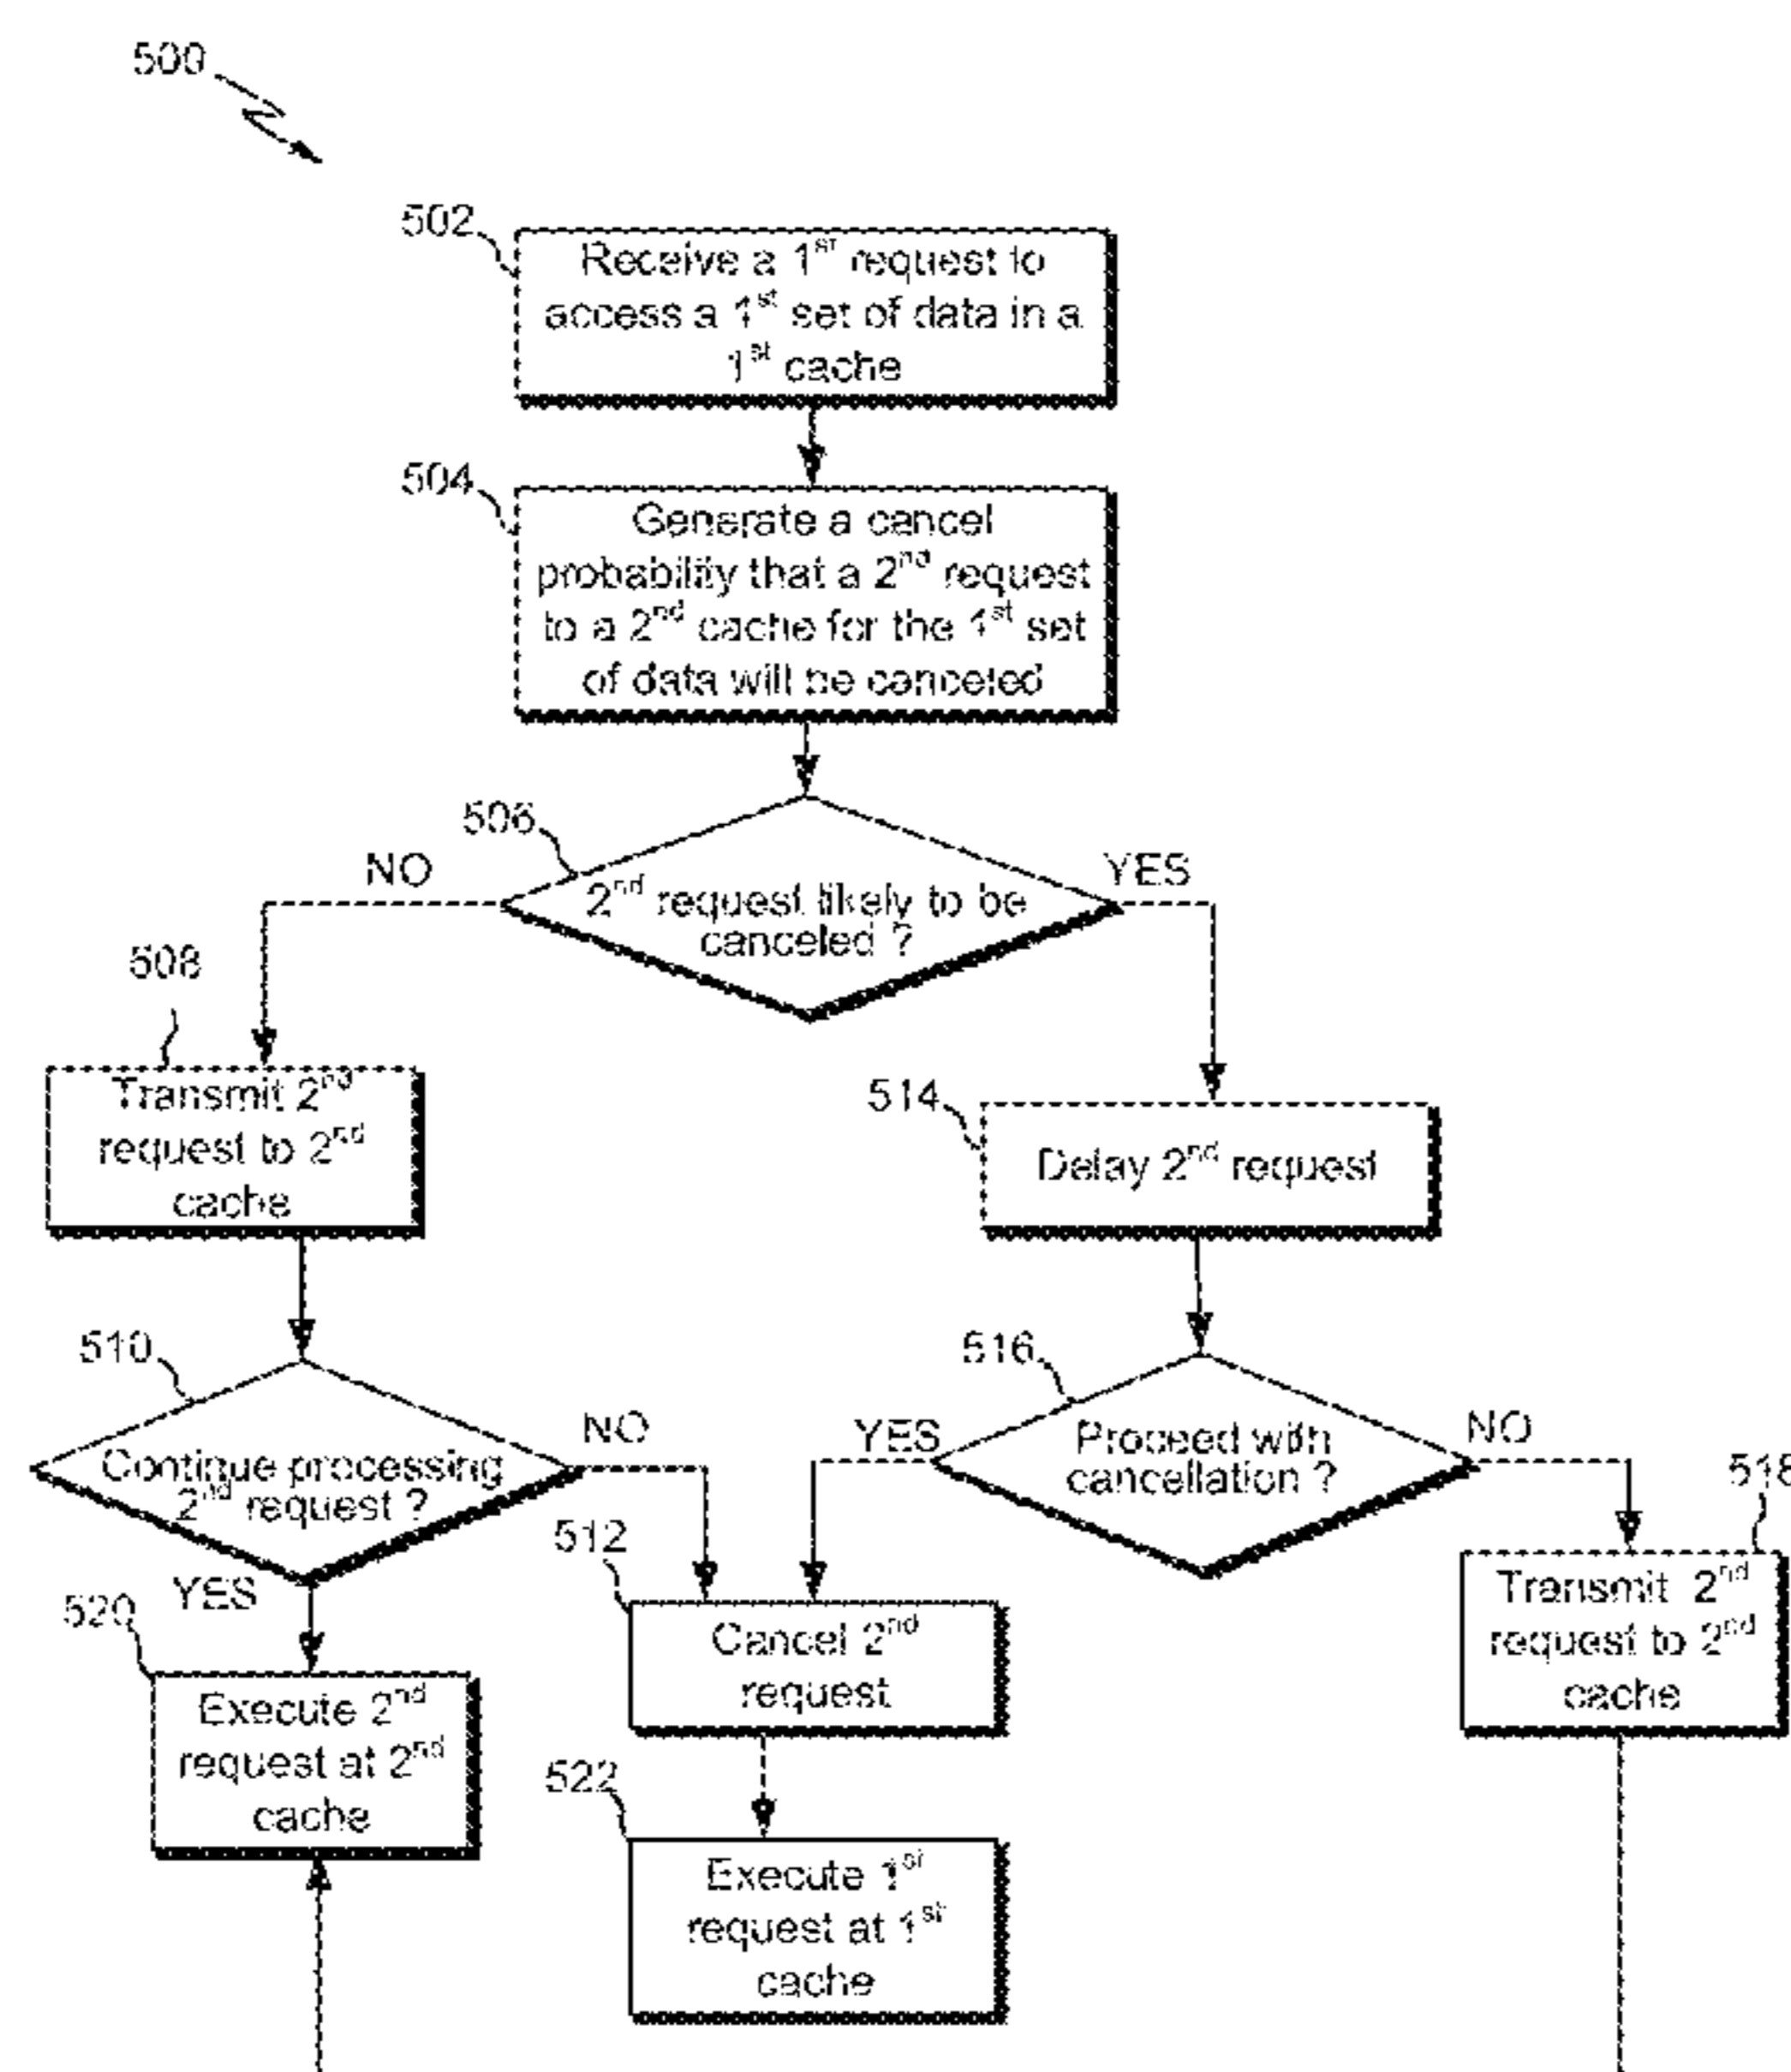 500
502
Receive a 1st request to
access a 1st set of data in a
1st cache
504
Generate a cancel
probability that a 2nd request
to a 2nd cache for the 1st set
of data will be canceled
506
NO
YES
2nd request likely to be
canceled ?
508
Transmit 2nd
request to 2nd
cache
514
Delay 2nd request
510
Continue processing
2nd request ?
NO
YES
516
Proceed with
cancellation ?
YES
NO
512
Cancel 2nd
request
518
Transmit 2nd
request to 2nd
cache
520
Execute 2nd
request at 2nd
cache
522
Execute 1st
request at 1st
cache